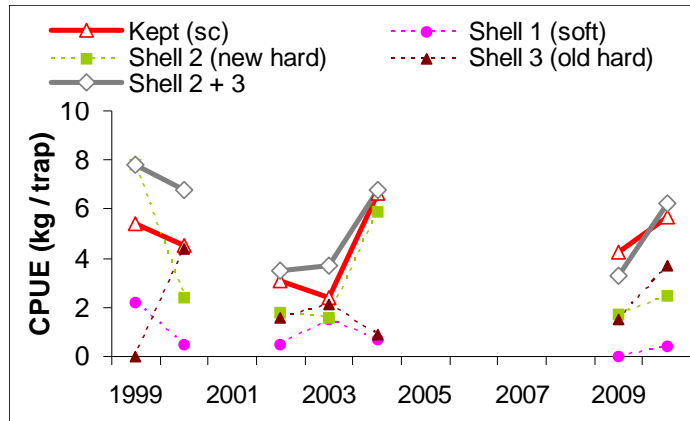 Kept (sc) Shell 1 (soft)
Shell 2 (new hard) Shell 3 (old hard)
Shell 2 + 3
CPUE (kg / trap)
10
8
6
4
2
0
1999 2001 2003 2005 2007 2009